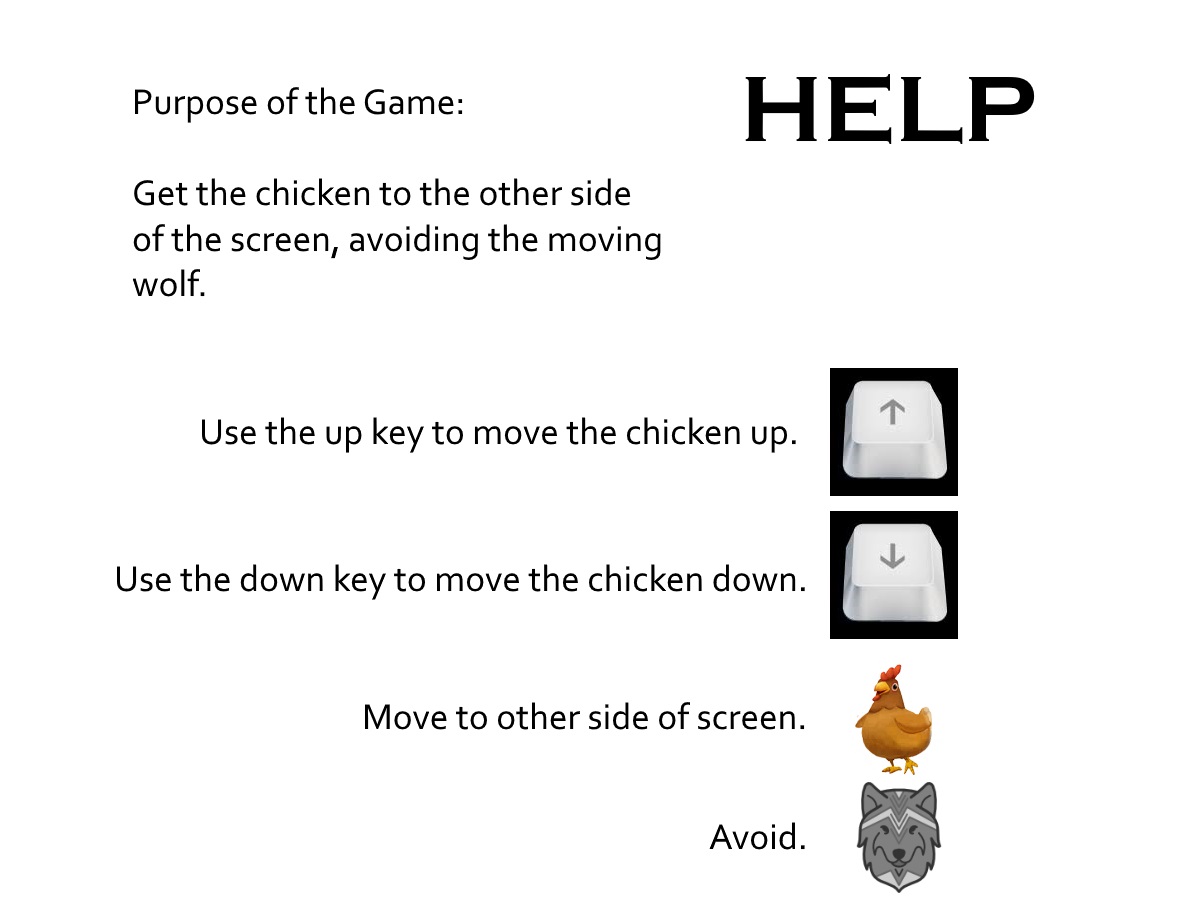 Purpose of the Game:
HELP
Get the chicken to the other side
of the screen, avoiding the moving
wolf.
Use the up key to move the chicken up.
↑
Use the down key to move the chicken down.
↓
Move to other side of screen.
Avoid.